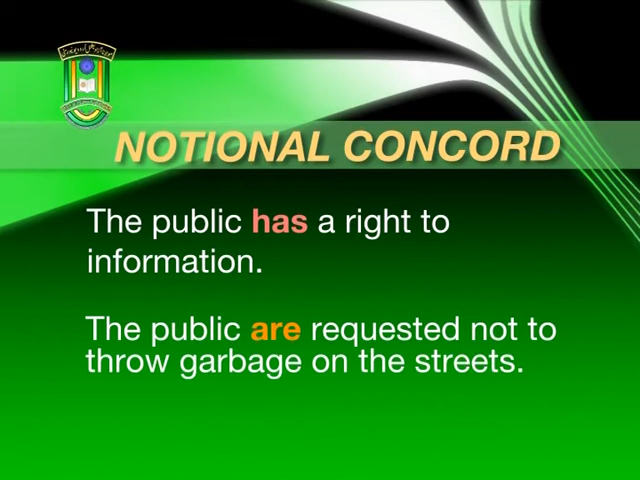 NOTIONAL CONCORD
The public has a right to
information.
The public are requested not to
throw garbage on the streets.